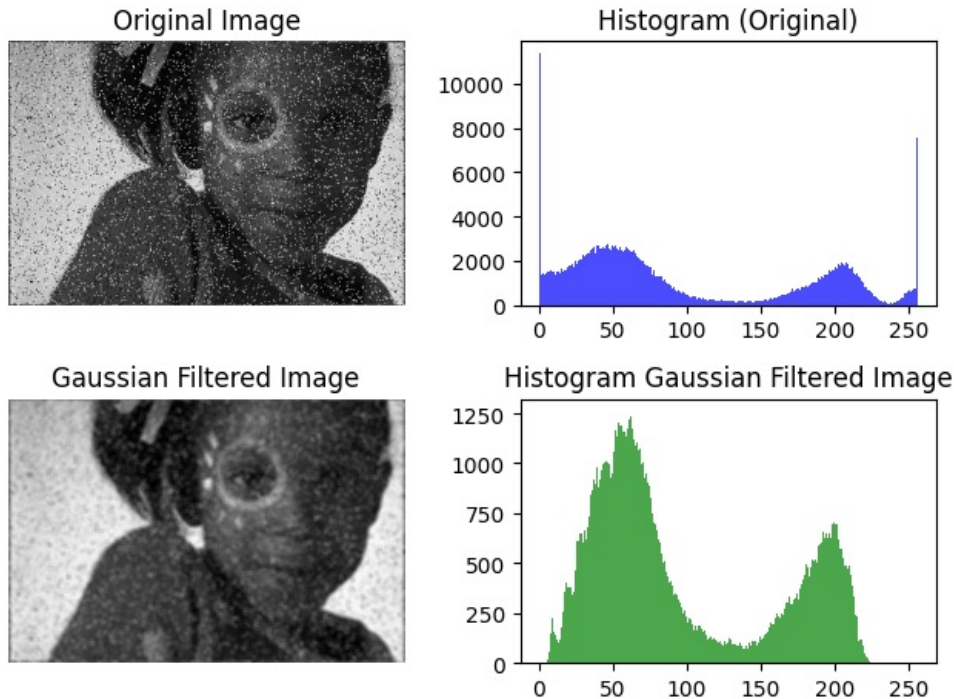 Original Image
Histogram (Original)
10000
8000
6000
4000
2000
0
0 50 100 150 200 250
Gaussian Filtered Image
Histogram Gaussian Filtered Image
1250
1000
750
500
250
0
0 50 100 150 200 250